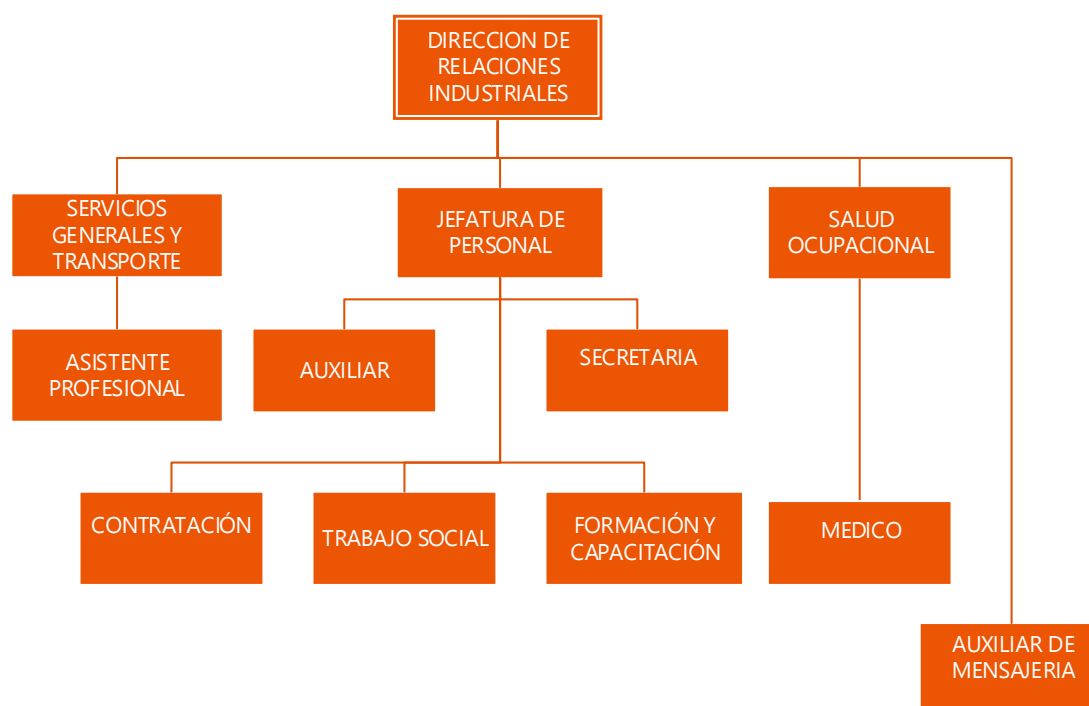 DIRECCION DE
RELACIONES
INDUSTRIALES
SERVICIOS
GENERALES Y
TRANSPORTE
JEFATURA DE
PERSONAL
SALUD
OCUPACIONAL
ASISTENTE
PROFESIONAL
AUXILIAR
SECRETARIA
CONTRATACIÓN
TRABAJO SOCIAL
FORMACIÓN Y
CAPACITACIÓN
MEDICO
AUXILIAR DE
MENSAJERIA